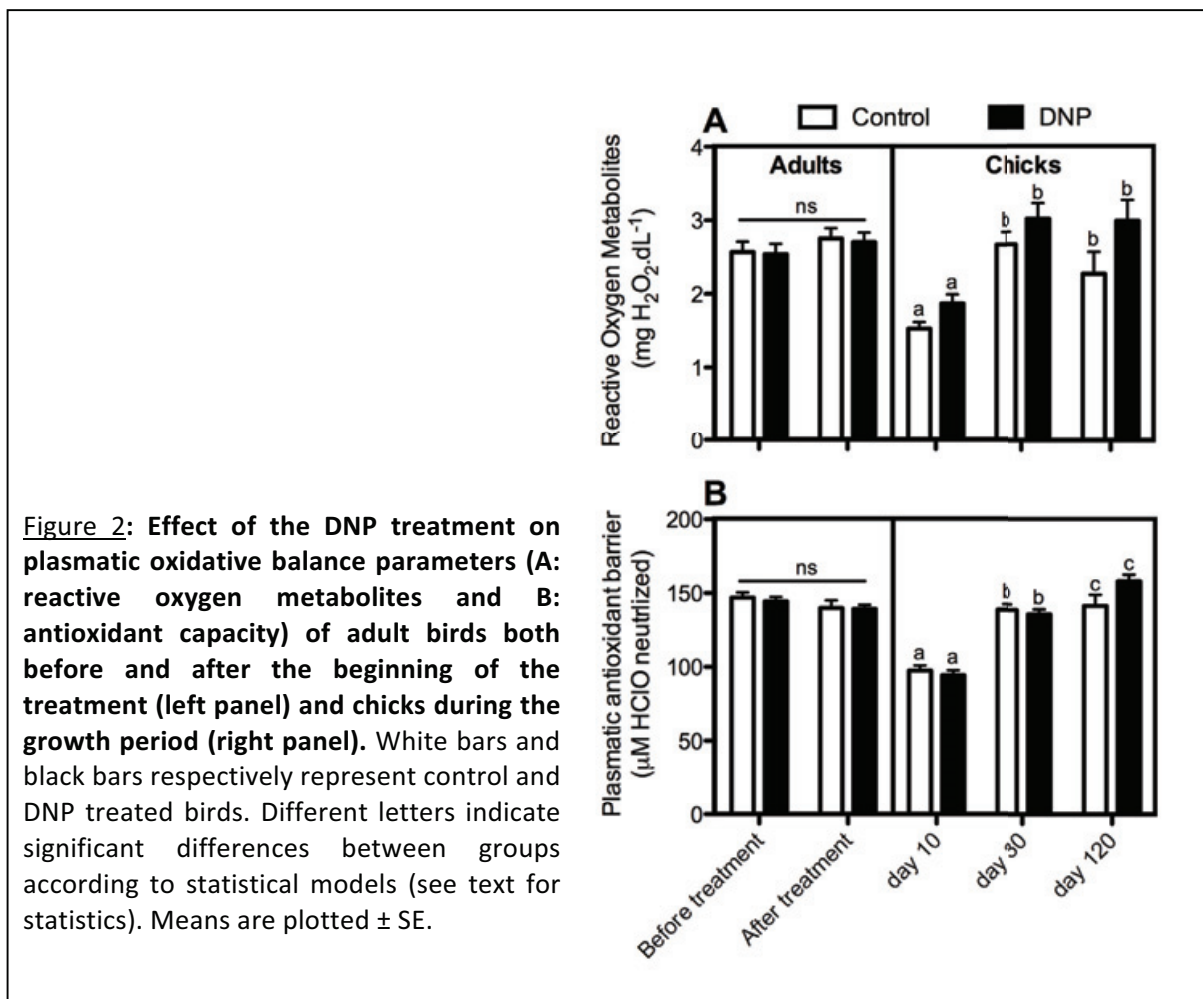 A
Control
DNP
Reactive Oxygen Metabolites
(mg H₂O₂.dL⁻¹)
4
3
2
1
0
Adults
Chicks
ns
a
a
b
b
b
b
B
Plasmatic antioxidant barrier
(µM HClO neutrlized)
200
150
100
50
0
ns
a
a
b
b
c
c
Before treatment
After treatment
day 10
day 30
day 120
Figure 2: Effect of the DNP treatment on
plasmatic oxidative balance parameters (A:
reactive oxygen metabolites and B:
antioxidant capacity) of adult birds both
before and after the beginning of the
treatment (left panel) and chicks during the
growth period (right panel). White bars and
black bars respectively represent control and
DNP treated birds. Different letters indicate
significant differences between groups
according to statistical models (see text for
statistics). Means are plotted ± SE.